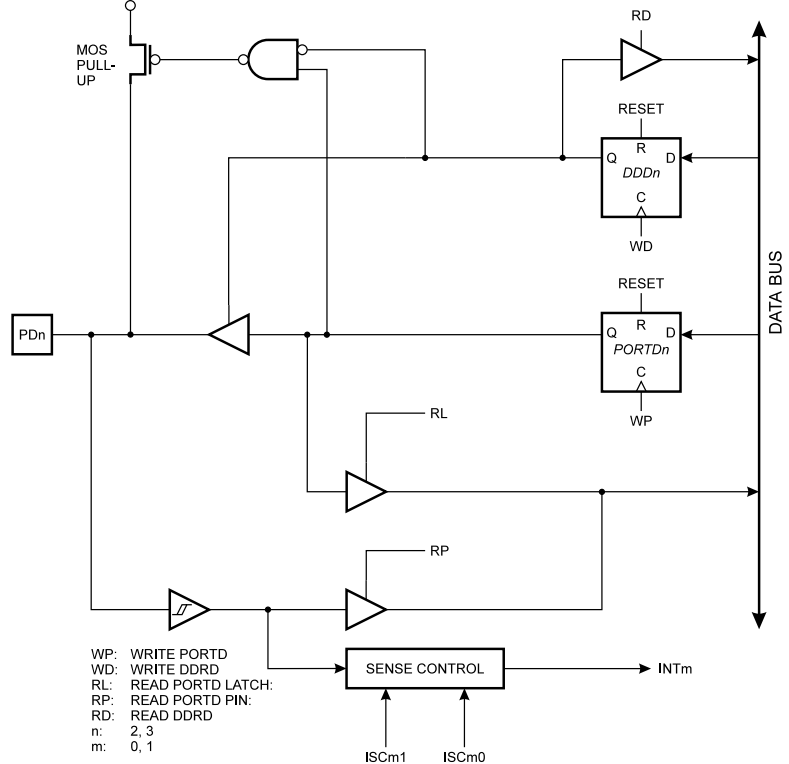 RD
MOS
PULL-
UP
RESET
R
Q
D
DDDn
C
WD
DATA BUS
RESET
PDn
R
Q
D
PORTDn
C
WP
RL
RP
WP: WRITE PORTD
WD: WRITE DDRD
RL: READ PORTD LATCH:
RP: READ PORTD PIN:
RD: READ DDRD
n: 2, 3
m: 0, 1
SENSE CONTROL
INTm
ISCm1
ISCm0